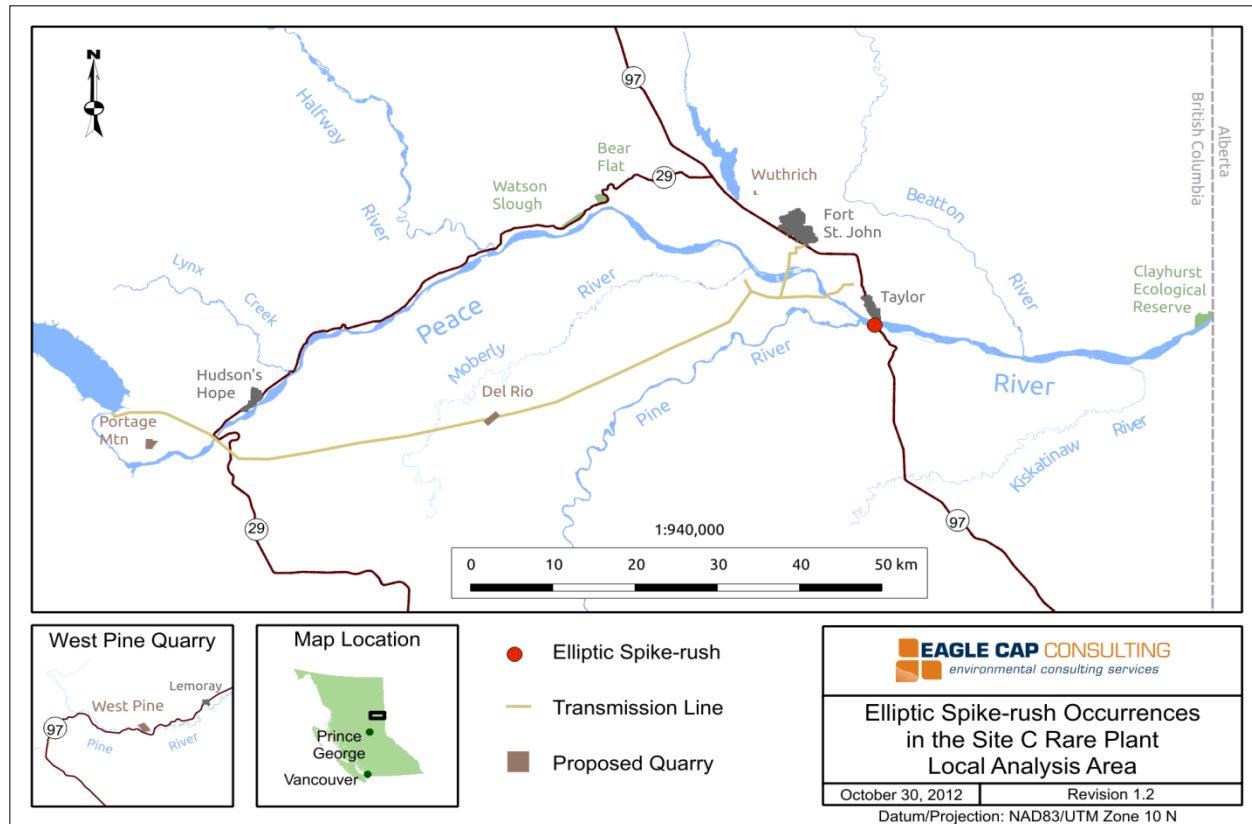 N
97
Halfway
River
Bear
Flat
29
Wuthrich
Watson
Slough
Fort
St. John
Beatton
River
British Columbia
Alberta
Lynx
Creek
River
Peace
Moberly
Taylor
Clayhurst
Ecological
Reserve
Hudson's
Hope
Del Rio
River
Pine
River
Portage
Mtn
Kiskatinaw
River
29
97
1:940,000
0 10 20 30 40 50 km
West Pine Quarry
Lemoray
West Pine
97
Pine
River
Map Location
Prince
George
Vancouver
Elliptic Spike-rush
Transmission Line
Proposed Quarry
EAGLE CAP CONSULTING
environmental consulting services
Elliptic Spike-rush Occurrences
in the Site C Rare Plant
Local Analysis Area
October 30, 2012
Revision 1.2
Datum/Projection: NAD83/UTM Zone 10 N